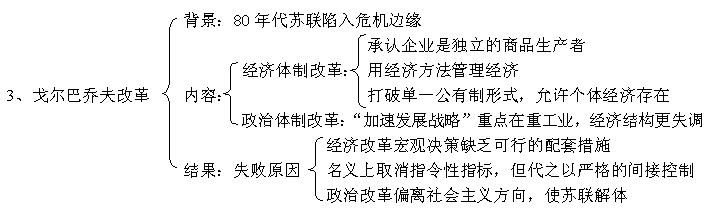 背景：80年代苏联陷入危机边缘
承认企业是独立的商品生产者
经济体制改革：用经济方法管理经济
3、戈尔巴乔夫改革 内容： 打破单一公有制形式，允许个体经济存在
政治体制改革：“加速发展战略”重点在重工业，经济结构更失调
经济改革宏观决策缺乏可行的配套措施
结果：失败原因 名义上取消指令性指标，但代之以严格的间接控制
政治改革偏离社会主义方向，使苏联解体